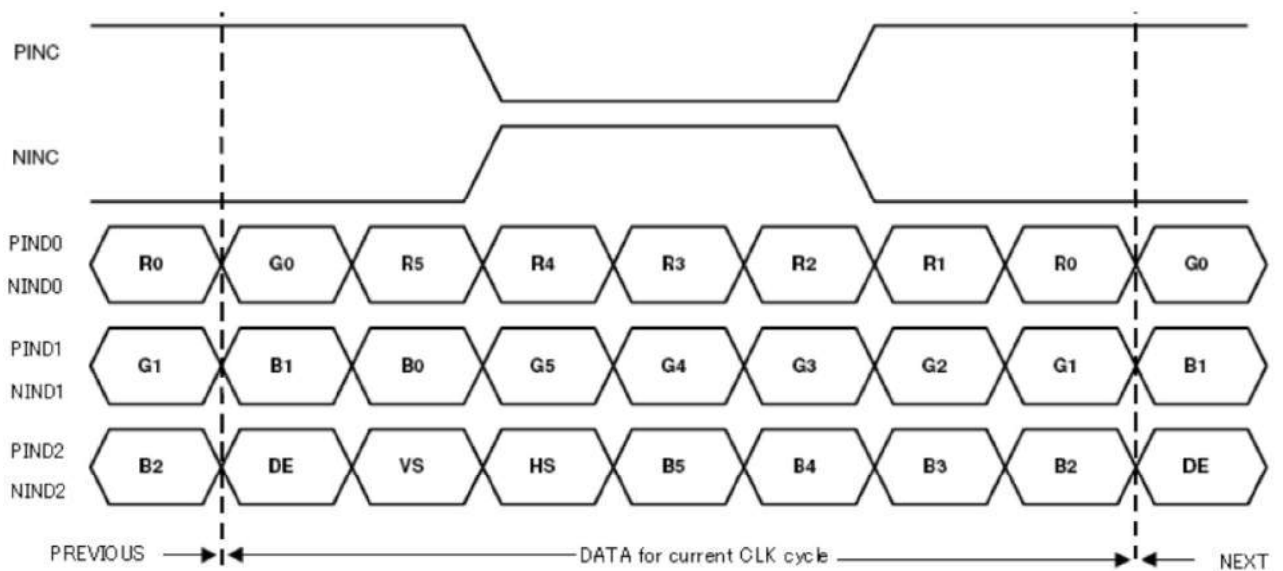 PINC
NINC
PIND0
NIND0
R0 G0 R5 R4 R3 R2 R1 R0 G0
PIND1
NIND1
G1 B1 B0 G5 G4 G3 G2 G1 B1
PIND2
NIND2
B2 DE VS HS B5 B4 B3 B2 DE
PREVIOUS DATA for current CLK cycle NEXT